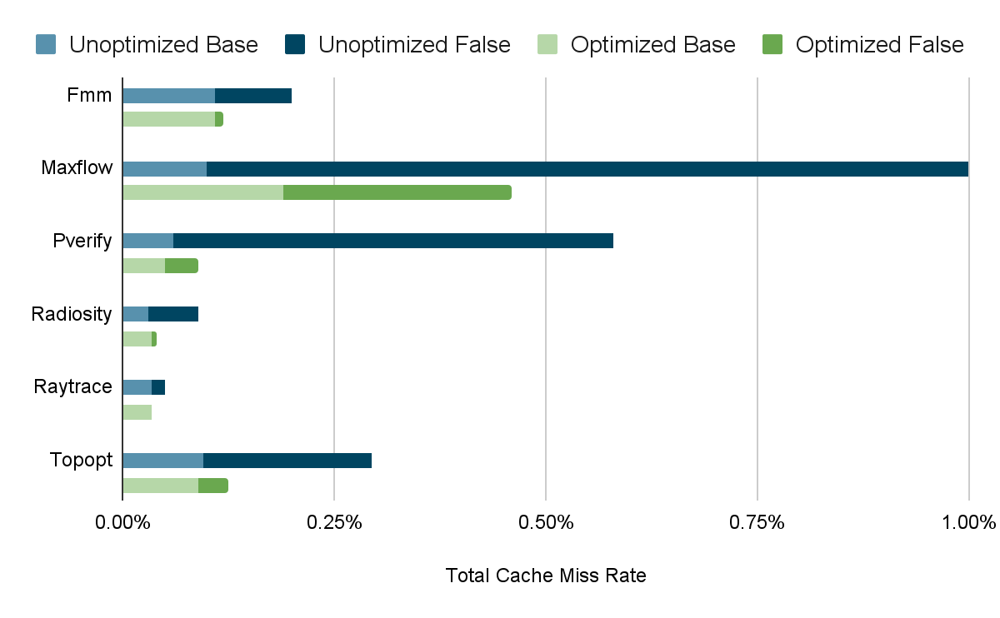 Unoptimized Base Unoptimized False Optimized Base Optimized False
Fmm
Maxflow
Pverify
Radiosity
Raytrace
Topopt
0.00% 0.25% 0.50% 0.75% 1.00%
Total Cache Miss Rate